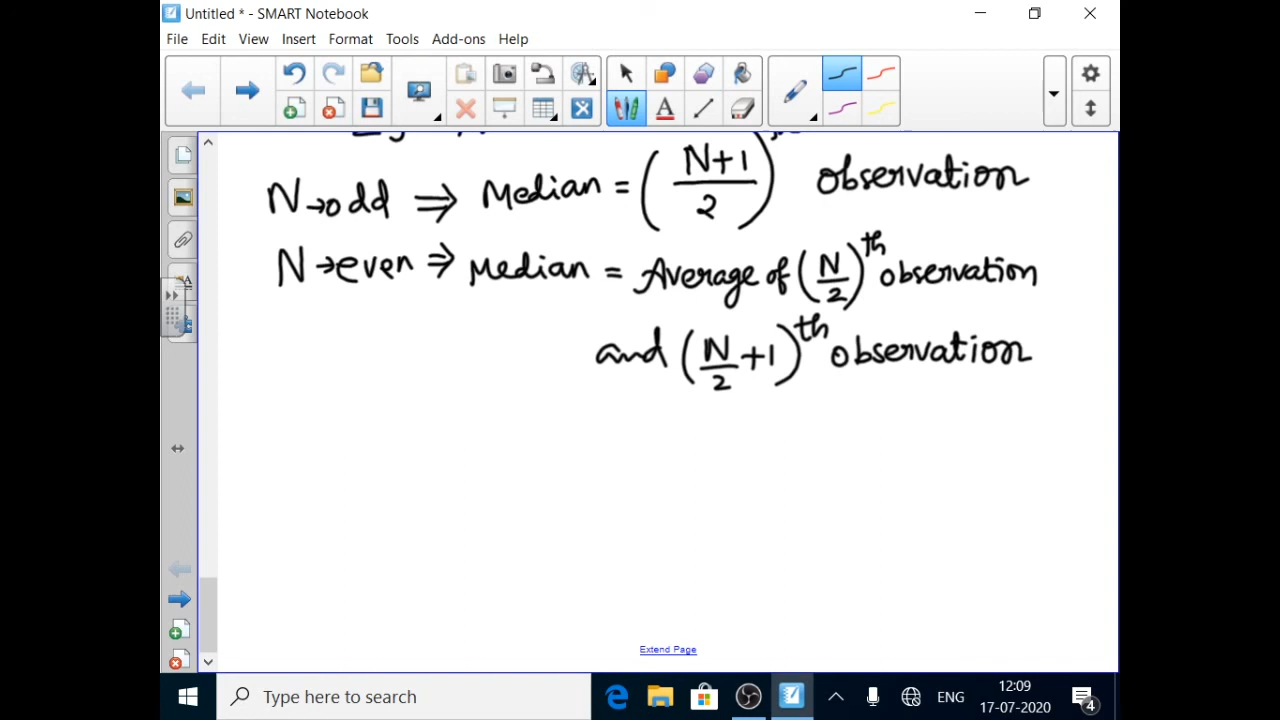 Untitled * - SMART Notebook
File Edit View Insert Format Tools Add-ons Help
N→odd ⇒ Median = ((N+1)/2) observation
N→even ⇒ Median = Average of (N/2)th observation
and (N/2 +1)th observation
Extend Page
Type here to search
ENG
12:09
17-07-2020
4